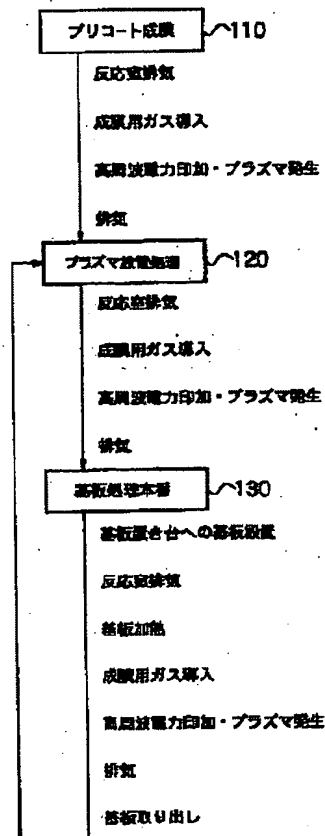 プリコート成膜 110
反応室排気
成膜用ガス導入
高周波電力印加・プラズマ発生
排気
プラズマ放電処理 120
反応室排気
成膜用ガス導入
高周波電力印加・プラズマ発生
排気
基板処理本番 130
基板置き台への基板設置
反応室排気
基板加熱
成膜用ガス導入
高周波電力印加・プラズマ発生
排気
基板取り出し